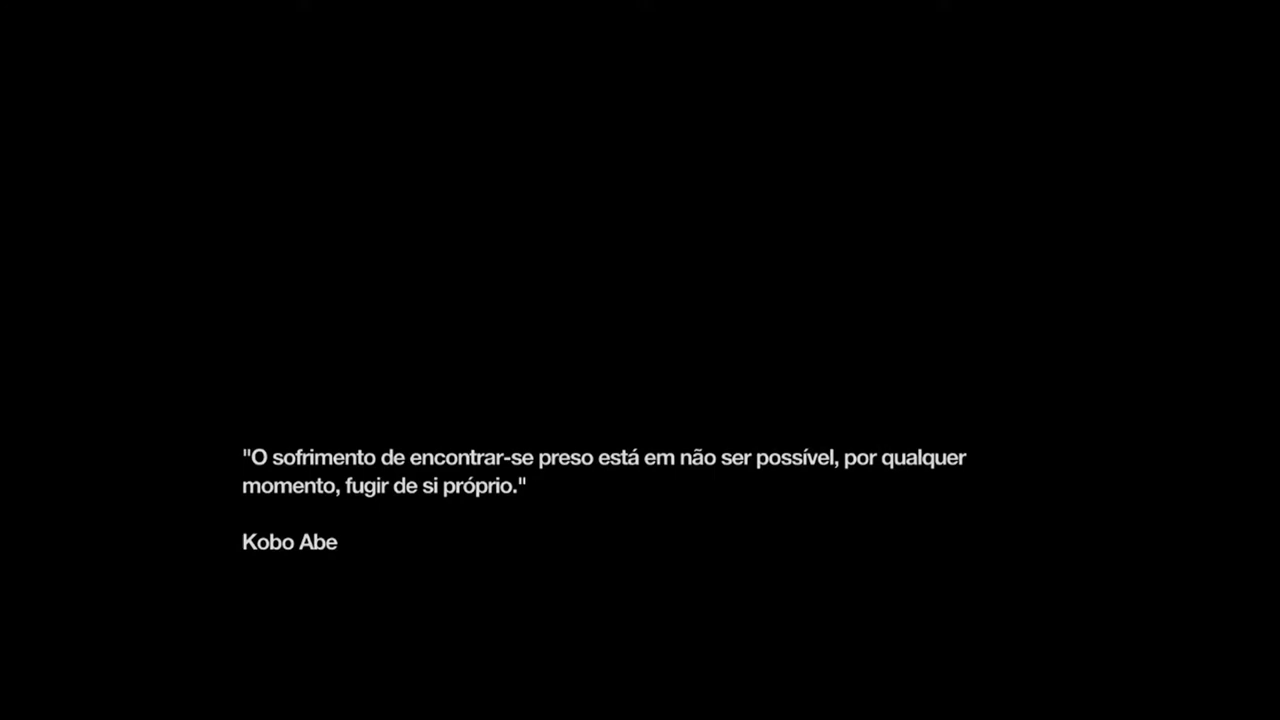 "O sofrimento de encontrar-se preso está em não ser possível, por qualquer
momento, fugir de si próprio."
Kobo Abe